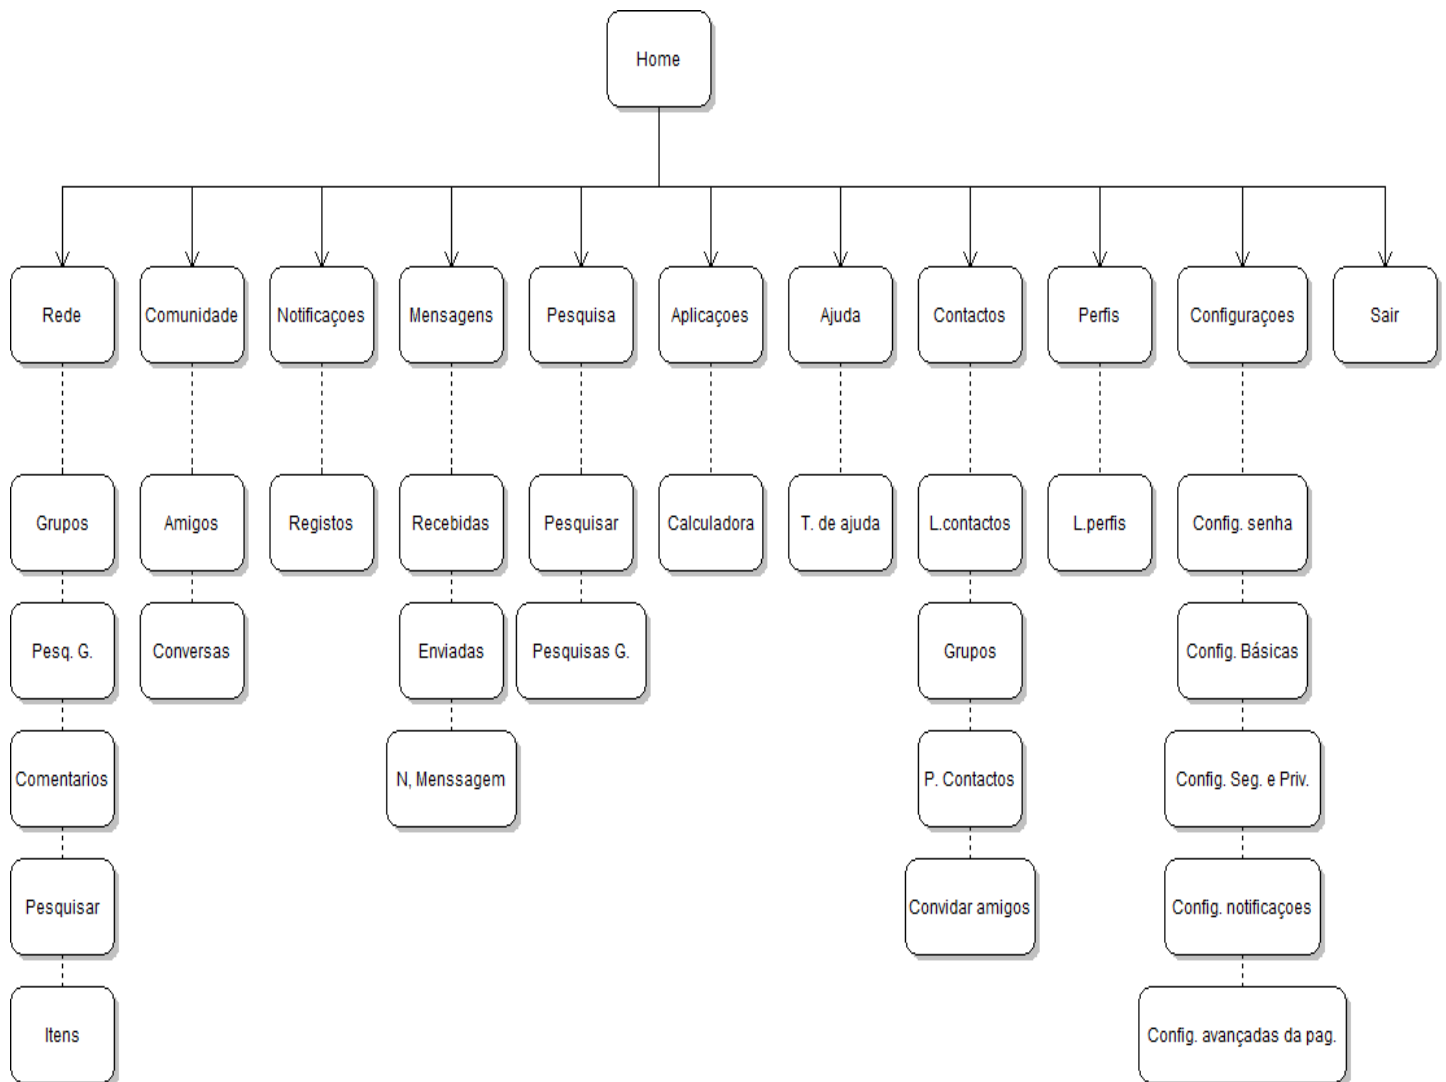 Home
Rede
Comunidade
Notificaçoes
Mensagens
Pesquisa
Aplicaçoes
Ajuda
Contactos
Perfis
Configuraçoes
Sair
Grupos
Amigos
Registos
Recebidas
Pesquisar
Calculadora
T. de ajuda
L.contactos
L.perfis
Config. senha
Pesq. G.
Conversas
Enviadas
Pesquisas G.
Grupos
Config. Básicas
Comentarios
N, Menssagem
P. Contactos
Config. Seg. e Priv.
Pesquisar
Convidar amigos
Config. notificaçoes
Itens
Config. avançadas da pag.